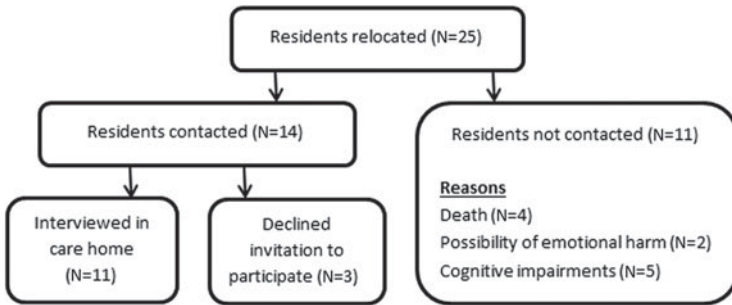 Residents relocated (N=25)
Residents contacted (N=14)
Residents not contacted (N=11)
Reasons
Death (N=4)
Possibility of emotional harm (N=2)
Cognitive impairments (N=5)
Interviewed in
care home
(N=11)
Declined
invitation to
participate (N=3)